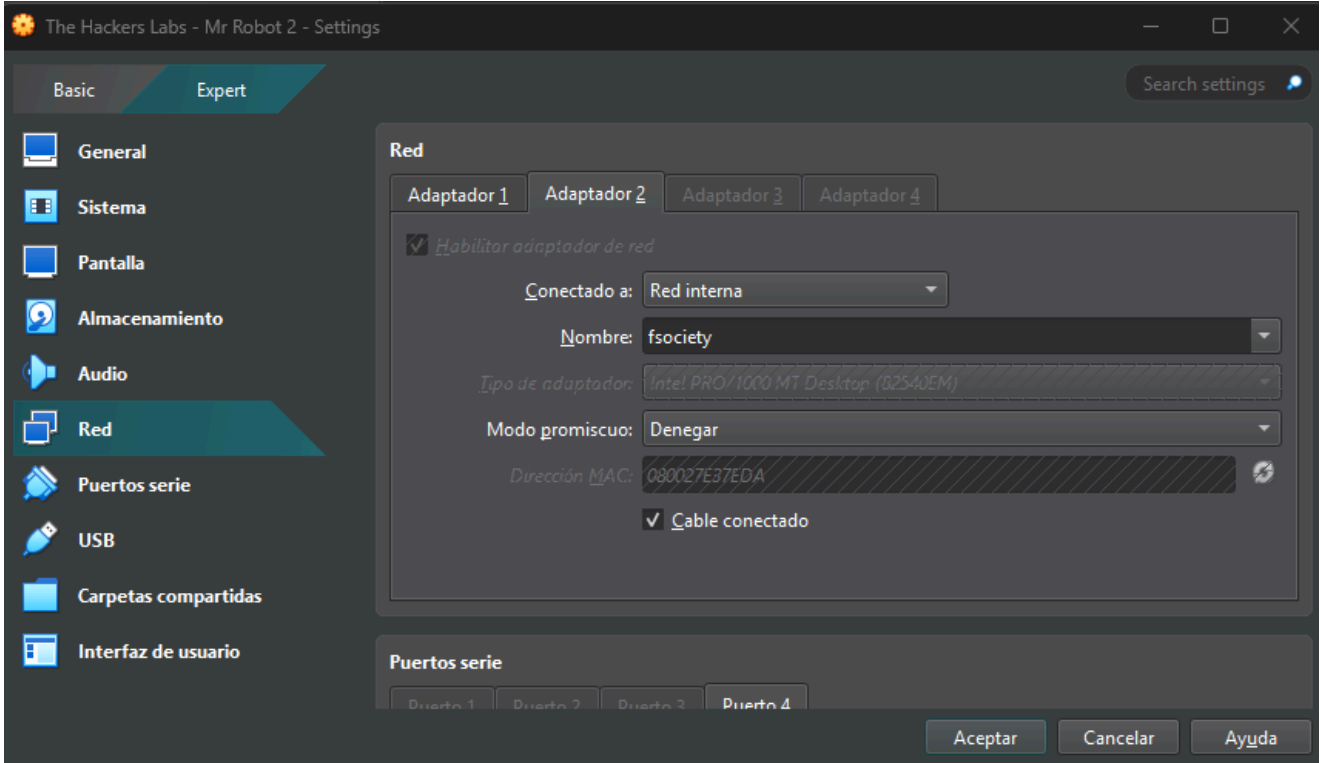 The Hackers Labs - Mr Robot 2 - Settings
Basic
Expert
Search settings
General
Sistema
Pantalla
Almacenamiento
Audio
Red
Puertos serie
USB
Carpetas compartidas
Interfaz de usuario
Red
Adaptador 1
Adaptador 2
Adaptador 3
Adaptador 4
Habilitar adaptador de red
Conectado a: Red interna
Nombre: fsociety
Tipo de adaptador: Intel PRO/1000 MT Desktop (82540EM)
Modo promiscuo: Denegar
Dirección MAC: 080027E37EDA
Cable conectado
Puertos serie
Puerto 1
Puerto 2
Puerto 3
Puerto 4
Aceptar
Cancelar
Ayuda